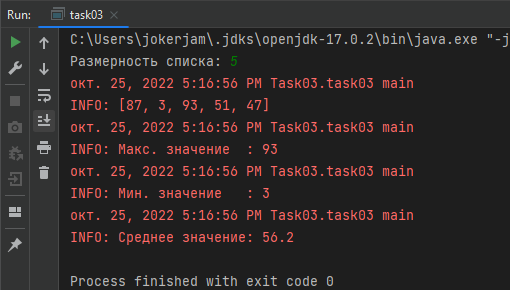 Run: task03 ×
C:\Users\jokerjam\.jdks\openjdk-17.0.2\bin\java.exe "-j
Размерность списка: 5
окт. 25, 2022 5:16:56 PM Task03.task03 main
INFO: [87, 3, 93, 51, 47]
окт. 25, 2022 5:16:56 PM Task03.task03 main
INFO: Макс. значение  : 93
окт. 25, 2022 5:16:56 PM Task03.task03 main
INFO: Мин. значение   : 3
окт. 25, 2022 5:16:56 PM Task03.task03 main
INFO: Среднее значение: 56.2
Process finished with exit code 0